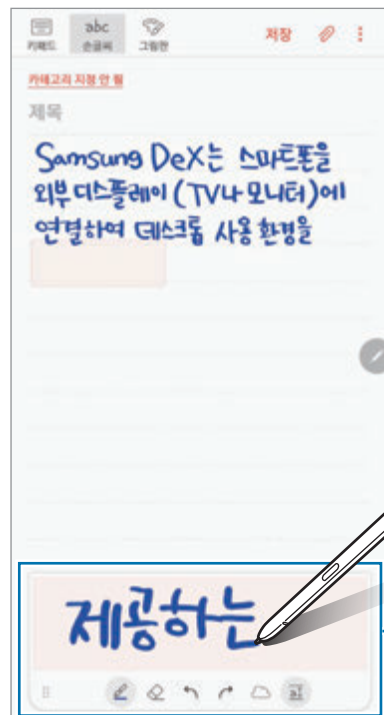 키패드 abc 손글씨 그림판 저장
카테고리 지정 안 됨
제목
Samsung DeX는 스마트폰을
외부 디스플레이 (TV나 모니터)에
연결하여 데스크톱 사용 환경을
제공하는